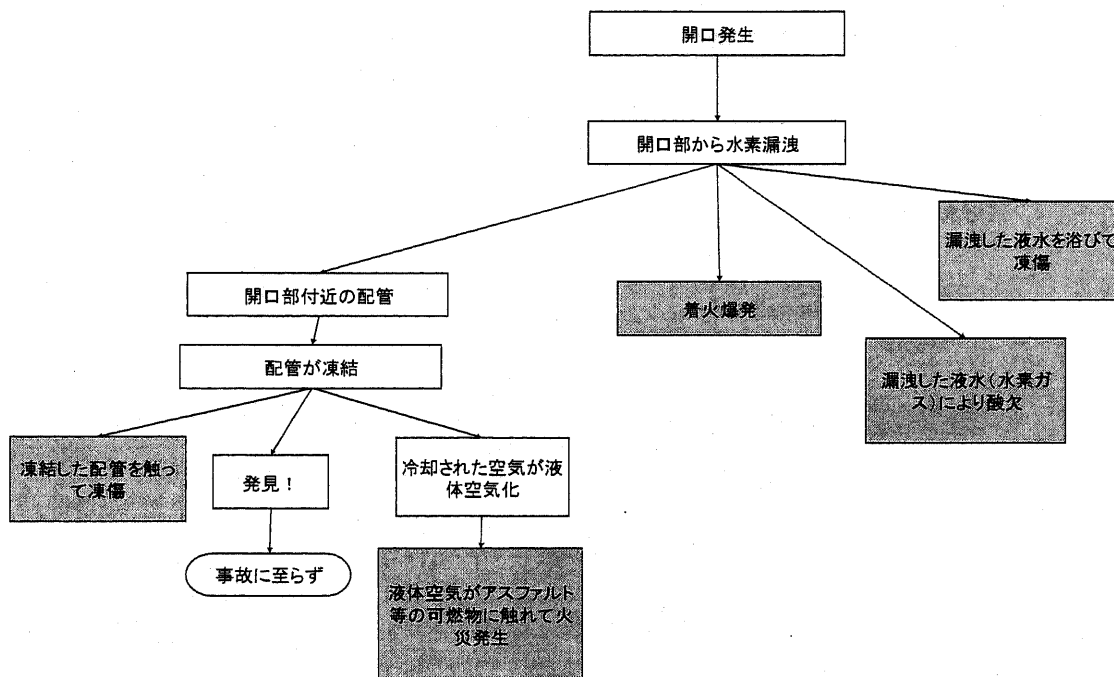 開口発生
開口部から水素漏洩
漏洩した液水を浴びて
凍傷
開口部付近の配管
着火爆発
配管が凍結
漏洩した液水(水素ガ
ス)により酸欠
凍結した配管を触っ
て凍傷
発見!
冷却された空気が液
体空気化
事故に至らず
液体空気がアスファルト
等の可燃物に触れて火
災発生